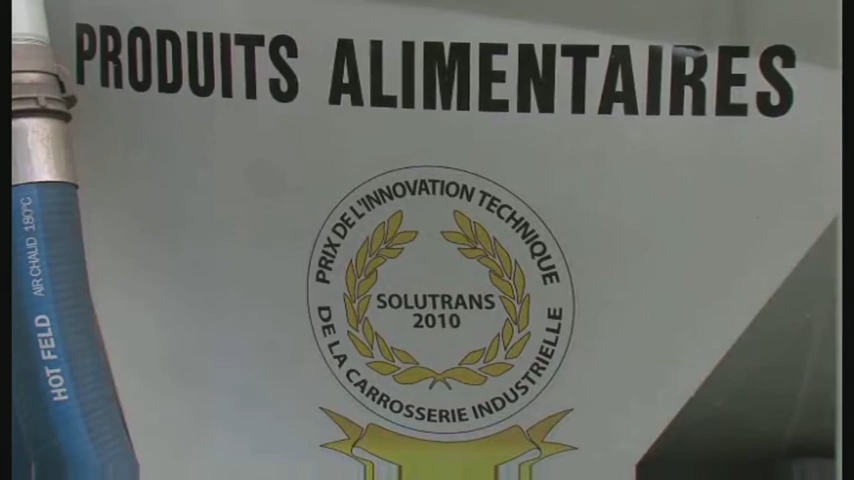 PRODUITS ALIMENTAIRES
PRIX DE L'INNOVATION TECHNIQUE
SOLUTRANS
2010
DE LA CARROSSERIE INDUSTRIELLE
AIR CHAUD 180°C
HOT FELD